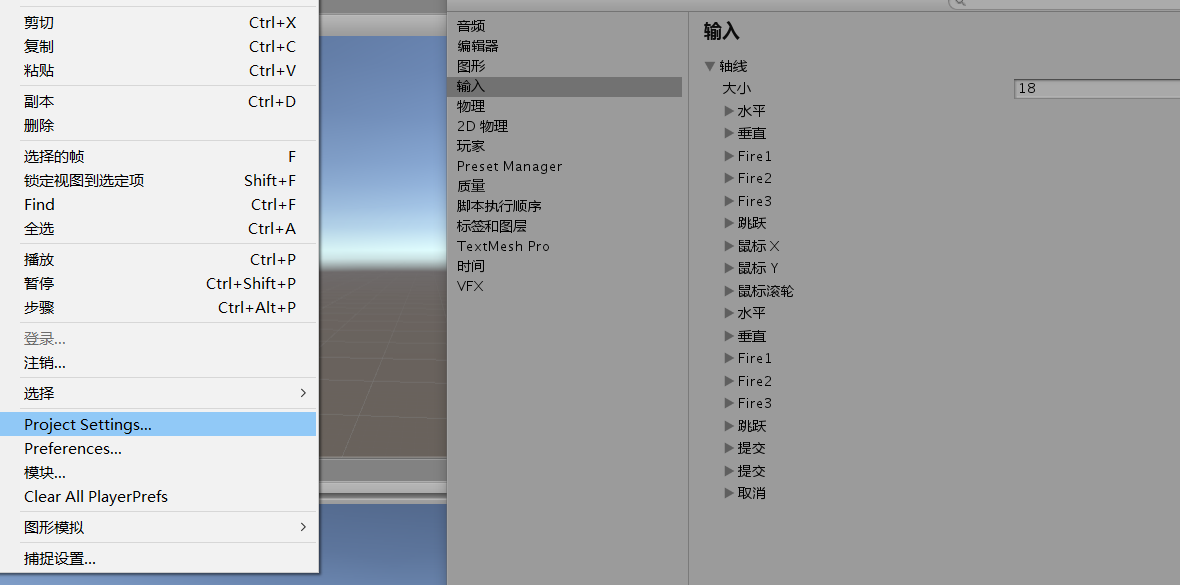 剪切 Ctrl+X
复制 Ctrl+C
粘贴 Ctrl+V
副本 Ctrl+D
删除
选择的帧 F
锁定视图到选定项 Shift+F
Find Ctrl+F
全选 Ctrl+A
播放 Ctrl+P
暂停 Ctrl+Shift+P
步骤 Ctrl+Alt+P
登录...
注销...
选择
Project Settings...
Preferences...
模块...
Clear All PlayerPrefs
图形模拟
捕捉设置...
音频
编辑器
图形
输入
物理
2D 物理
玩家
Preset Manager
质量
脚本执行顺序
标签和图层
TextMesh Pro
时间
VFX
输入
轴线
大小 18
水平
垂直
Fire1
Fire2
Fire3
跳跃
鼠标 X
鼠标 Y
鼠标滚轮
水平
垂直
Fire1
Fire2
Fire3
跳跃
提交
提交
取消